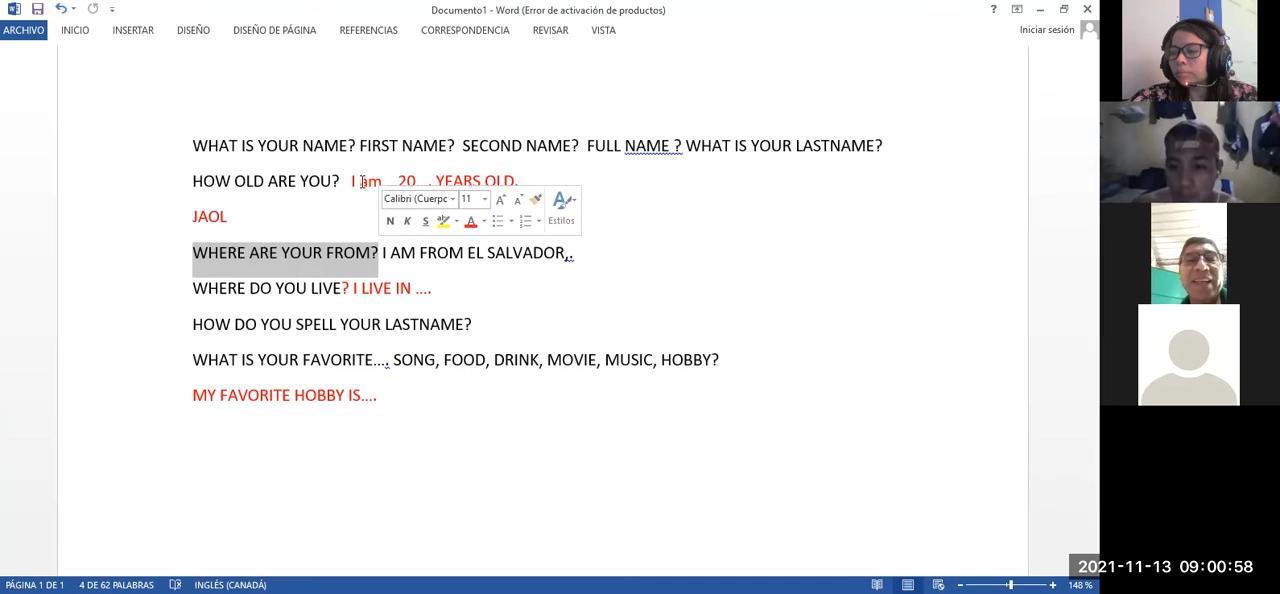 Documento1 - Word (Error de activación de productos)
ARCHIVO INICIO INSERTAR DISEÑO DISEÑO DE PÁGINA REFERENCIAS CORRESPONDENCIA REVISAR VISTA Iniciar sesión
WHAT IS YOUR NAME? FIRST NAME? SECOND NAME? FULL NAME ? WHAT IS YOUR LASTNAME?
HOW OLD ARE YOU? I am 20 . YEARS OLD.
Calibri (Cuerpc 11
N K S Estilos
JAOL
WHERE ARE YOUR FROM? I AM FROM EL SALVADOR,.
WHERE DO YOU LIVE? I LIVE IN ....
HOW DO YOU SPELL YOUR LASTNAME?
WHAT IS YOUR FAVORITE.... SONG, FOOD, DRINK, MOVIE, MUSIC, HOBBY?
MY FAVORITE HOBBY IS....
2021-11-13 09:00:58
PÁGINA 1 DE 1 4 DE 62 PALABRAS INGLÉS (CANADÁ) 148 %